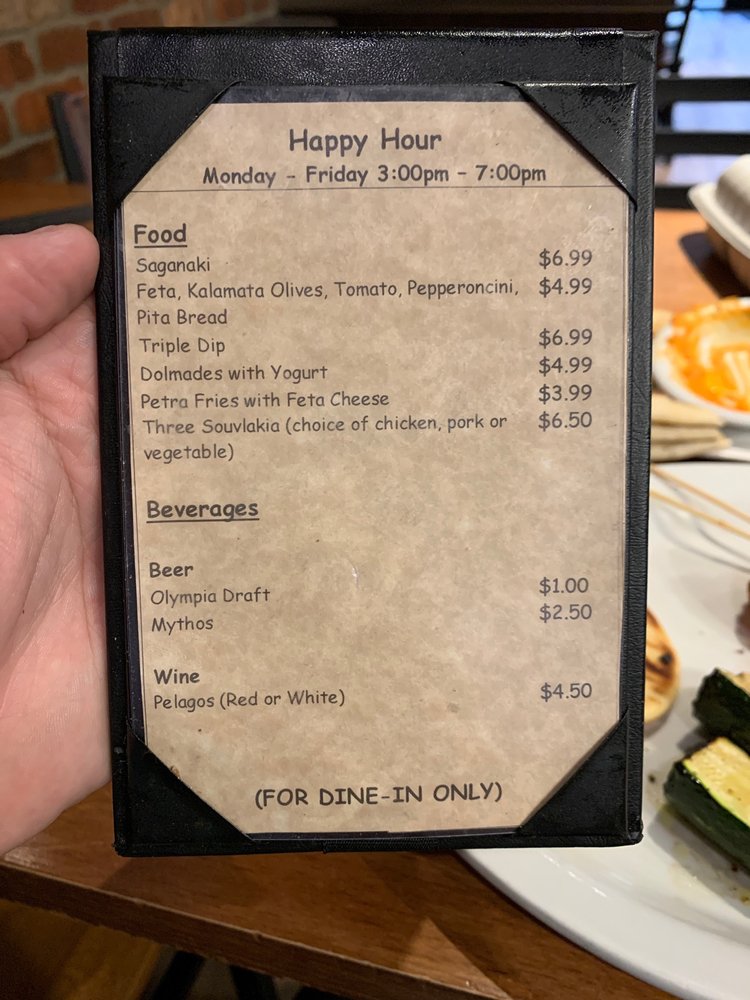 Happy Hour
Monday - Friday 3:00pm - 7:00pm
Food
Saganaki $6.99
Feta, Kalamata Olives, Tomato, Pepperoncini, $4.99
Pita Bread
Triple Dip $6.99
Dolmades with Yogurt $4.99
Petra Fries with Feta Cheese $3.99
Three Souvlakia (choice of chicken, pork or $6.50
vegetable)
Beverages
Beer
Olympia Draft $1.00
Mythos $2.50
Wine
Pelagos (Red or White) $4.50
(FOR DINE-IN ONLY)